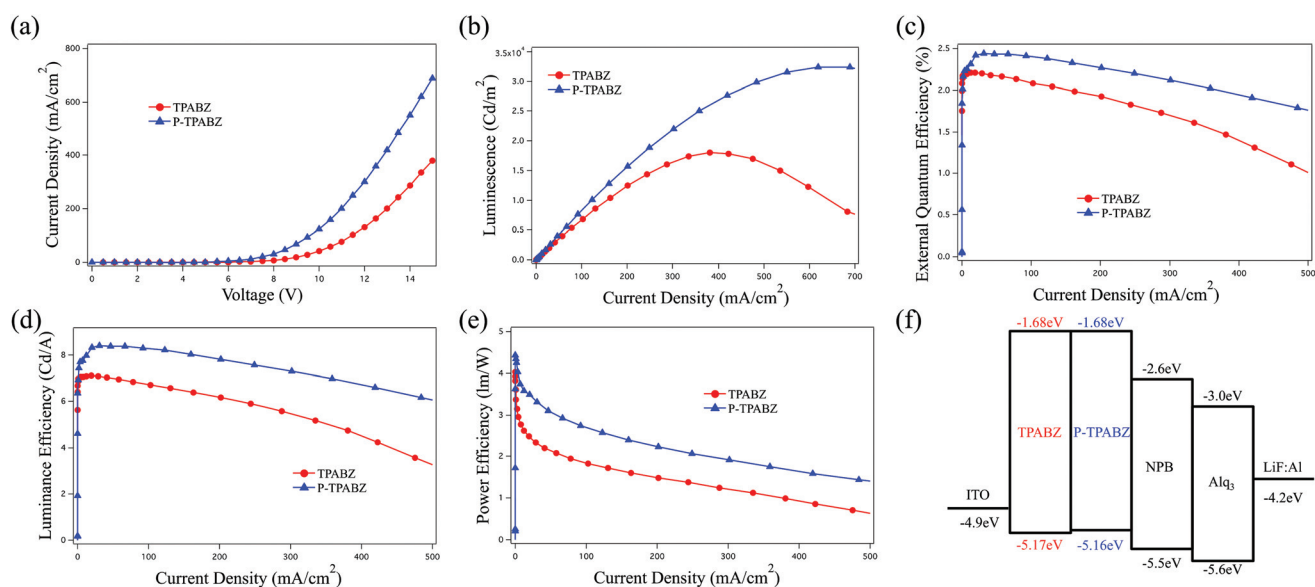 (a)
Current Density (mA/cm²)
800
600
400
200
0
TPABZ
P-TPABZ
0 2 4 6 8 10 12 14
Voltage (V)
(b)
Luminescence (Cd/m²)
3.5x10⁴
3.0
2.5
2.0
1.5
1.0
0.5
0.0
TPABZ
P-TPABZ
0 100 200 300 400 500 600 700
Current Density (mA/cm²)
(c)
External Quantum Efficiency (%)
2.5
2.0
1.5
1.0
0.5
0.0
TPABZ
P-TPABZ
0 100 200 300 400 500
Current Density (mA/cm²)
(d)
Luminance Efficiency (Cd/A)
8
6
4
2
0
TPABZ
P-TPABZ
0 100 200 300 400 500
Current Density (mA/cm²)
(e)
Power Efficiency (lm/W)
5
4
3
2
1
0
TPABZ
P-TPABZ
0 100 200 300 400 500
Current Density (mA/cm²)
(f)
-1.68eV -1.68eV
-2.6eV
-3.0eV
TPABZ P-TPABZ
NPB
Alq₃
LiF:Al
-4.2eV
ITO
-4.9eV
-5.17eV -5.16eV
-5.5eV
-5.6eV